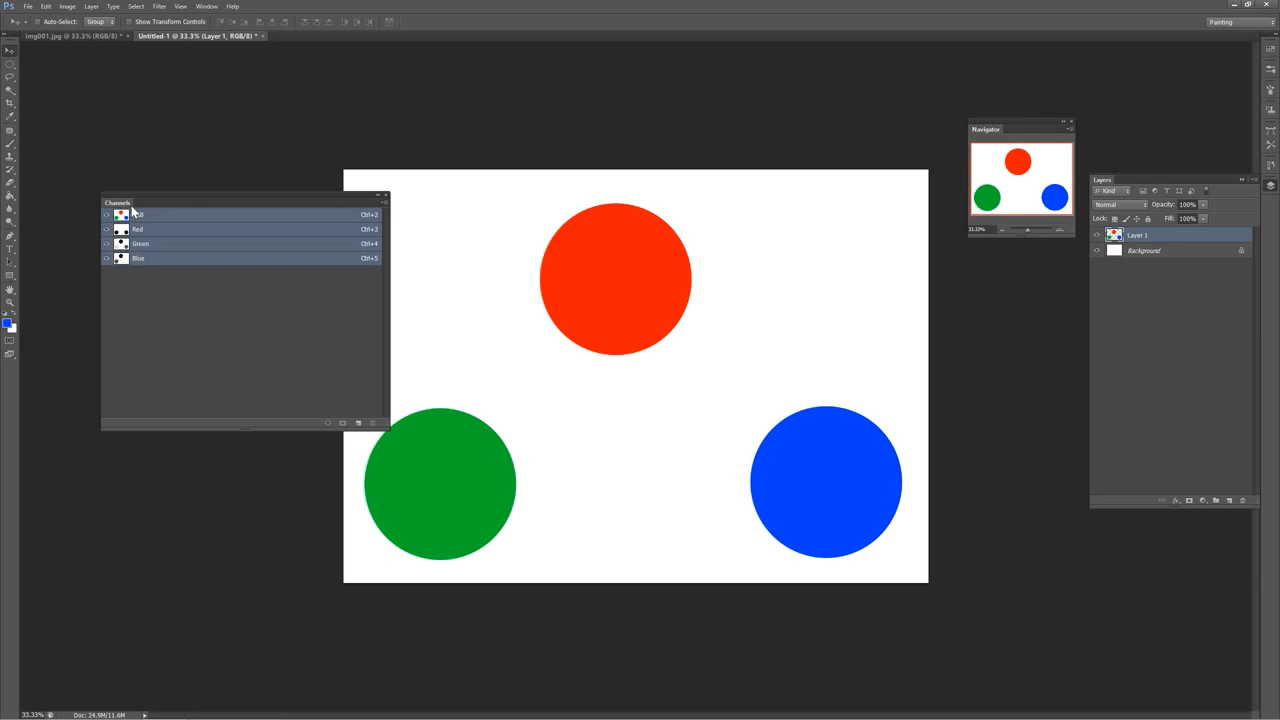 Ps File Edit Image Layer Type Select Filter View Window Help
Auto-Select: Group Show Transform Controls Painting
img001.jpg @ 33.3% (RGB/8) * × Untitled-1 @ 33.3% (Layer 1, RGB/8) * ×
Navigator
33.33%
Layers
Kind
Normal Opacity: 100%
Lock: Fill: 100%
Layer 1
Background
Channels
Ctrl+2
Red Ctrl+3
Green Ctrl+4
Blue Ctrl+5
33.33% Doc: 24.9M/11.6M